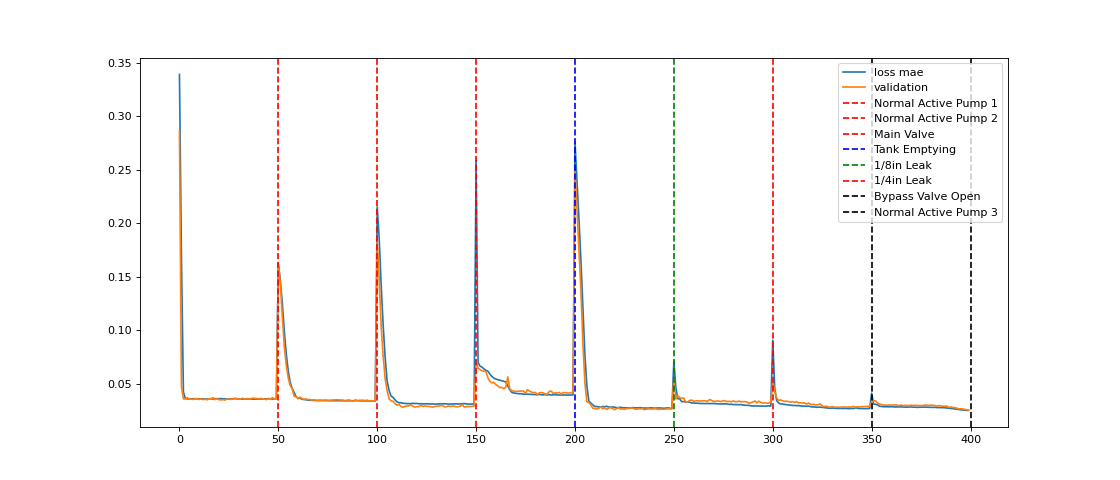 0.35
0.30
0.25
0.20
0.15
0.10
0.05
0 50 100 150 200 250 300 350 400
loss mae
validation
Normal Active Pump 1
Normal Active Pump 2
Main Valve
Tank Emptying
1/8in Leak
1/4in Leak
Bypass Valve Open
Normal Active Pump 3